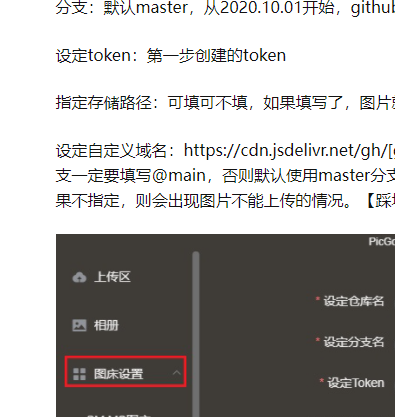 分支：默认master，从2020.10.01开始，github
设定token：第一步创建的token
指定存储路径：可填可不填，如果填写了，图片
设定自定义域名：https://cdn.jsdelivr.net/gh/[
支一定要填写@main，否则默认使用master分支
果不指定，则会出现图片不能上传的情况。【踩
PicGo
上传区
相册
* 设定仓库名
* 设定分支名
图床设置
* 设定Token